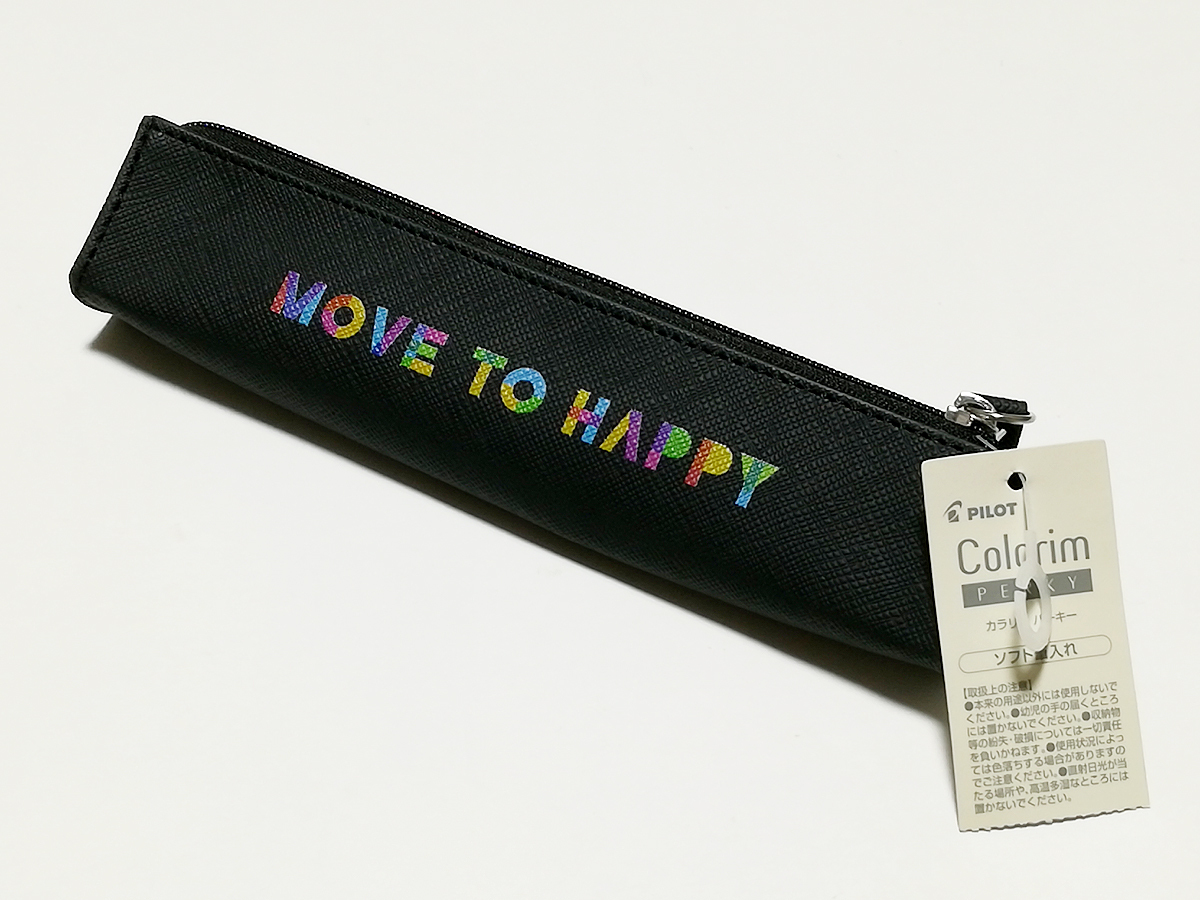 MOVE TO HAPPY
PILOT
Colorim
カラリ
ソフト 入れ
【取扱上の注意】
●本来の用途以外には使用しないで
ください。●幼児の手の届くところ
には置かないでください。●収納物
等の紛失・破損については一切責任
を負いかねます。●使用状況によっ
ては色落ちする場合がありますの
でご注意ください。●直射日光が当
たる場所や、高温多湿なところには
置かないでください。